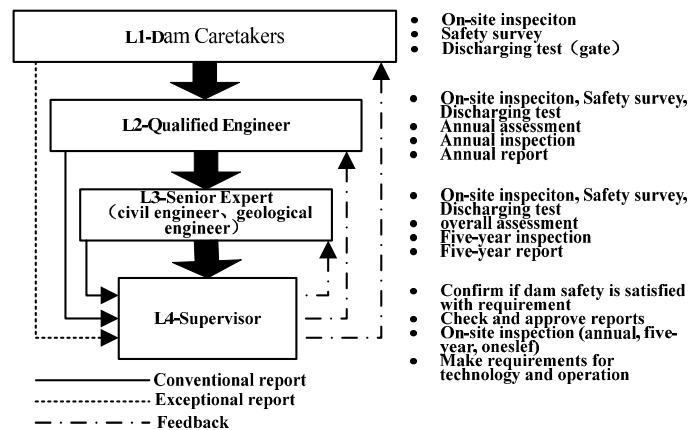 L1-Dam Caretakers
• On-site inspeciton
• Safety survey
• Discharging test（gate）
L2-Qualified Engineer
• On-site inspeciton, Safety survey,
Discharging test
• Annual assessment
• Annual inspection
• Annual report
L3-Senior Expert
（civil engineer、geological
engineer）
• On-site inspeciton, Safety survey,
Discharging test
• overall assessment
• Five-year inspection
• Five-year report
L4-Supervisor
• Confirm if dam safety is satisfied
with requirement
• Check and approve reports
• On-site inspection (annual, five-
year, oneslef)
• Make requirements for
technology and operation
Conventional report
Exceptional report
Feedback